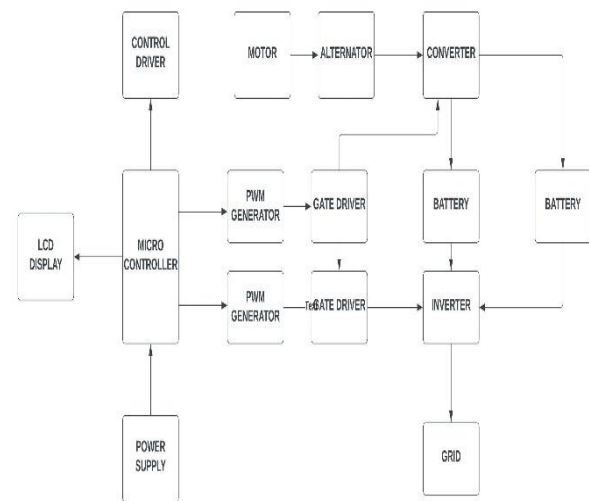 CONTROL
DRIVER
MOTOR
ALTERNATOR
CONVERTER
LCD
DISPLAY
MICRO
CONTROLLER
PWM
GENERATOR
GATE DRIVER
BATTERY
BATTERY
PWM
GENERATOR
Text
GATE DRIVER
INVERTER
POWER
SUPPLY
GRID